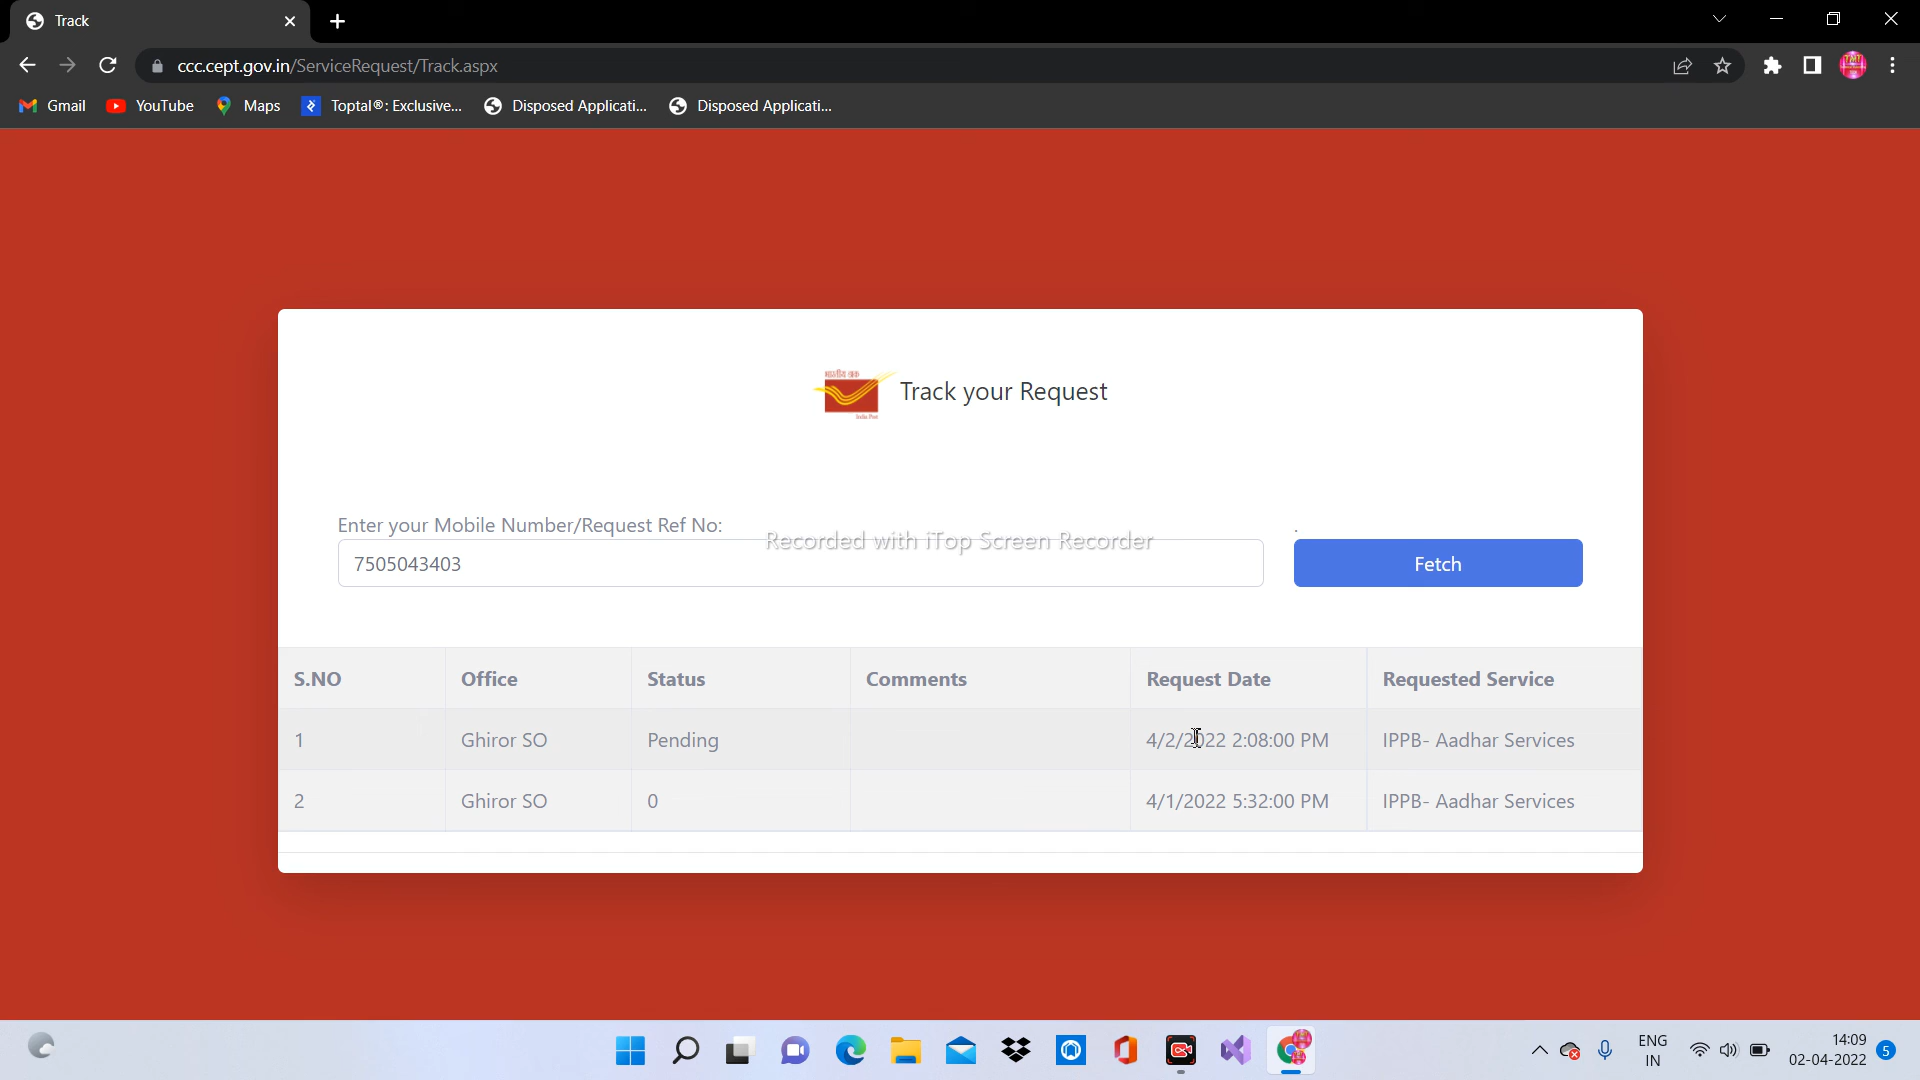 Track
ccc.cept.gov.in/ServiceRequest/Track.aspx
Gmail YouTube Maps Toptal®: Exclusive... Disposed Applicati... Disposed Applicati...
भारतीय डाक
India Post
Track your Request
Enter your Mobile Number/Request Ref No: .
Recorded with iTop Screen Recorder
7505043403 Fetch
S.NO Office Status Comments Request Date Requested Service
1 Ghiror SO Pending 4/2/2022 2:08:00 PM IPPB- Aadhar Services
2 Ghiror SO 0 4/1/2022 5:32:00 PM IPPB- Aadhar Services
ENG 14:09
IN 02-04-2022 5